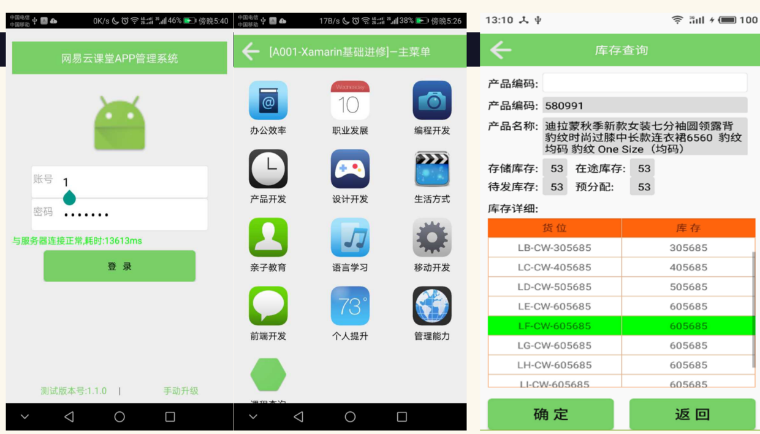 中国电信
中国移动
0K/s
46%
傍晚5:40
网易云课堂APP管理系统
账号
1
密码
•••••••
与服务器连接正常,耗时:13613ms
登 录
测试版本号:1.1.0 |
手动升级
中国电信
中国移动
17B/s
38%
傍晚5:26
[A001-Xamarin基础进修]—主菜单
Wednesday
10
办公效率
职业发展
编程开发
产品开发
设计开发
生活方式
亲子教育
语言学习
移动开发
73°
前端开发
个人提升
管理能力
13:10
100
库存查询
产品编码:
产品编码: 580991
产品名称: 迪拉蒙秋季新款女装七分袖圆领露背
豹纹时尚过膝中长款连衣裙6560 豹纹
均码 豹纹 One Size（均码）
存储库存: 53 在途库存: 53
待发库存: 53 预分配: 53
库存详细:
货 位 库 存
LB-CW-305685 305685
LC-CW-405685 405685
LD-CW-505685 505685
LE-CW-605685 605685
LF-CW-605685 605685
LG-CW-605685 605685
LH-CW-605685 605685
LI-CW-605685 605685
确 定
返 回